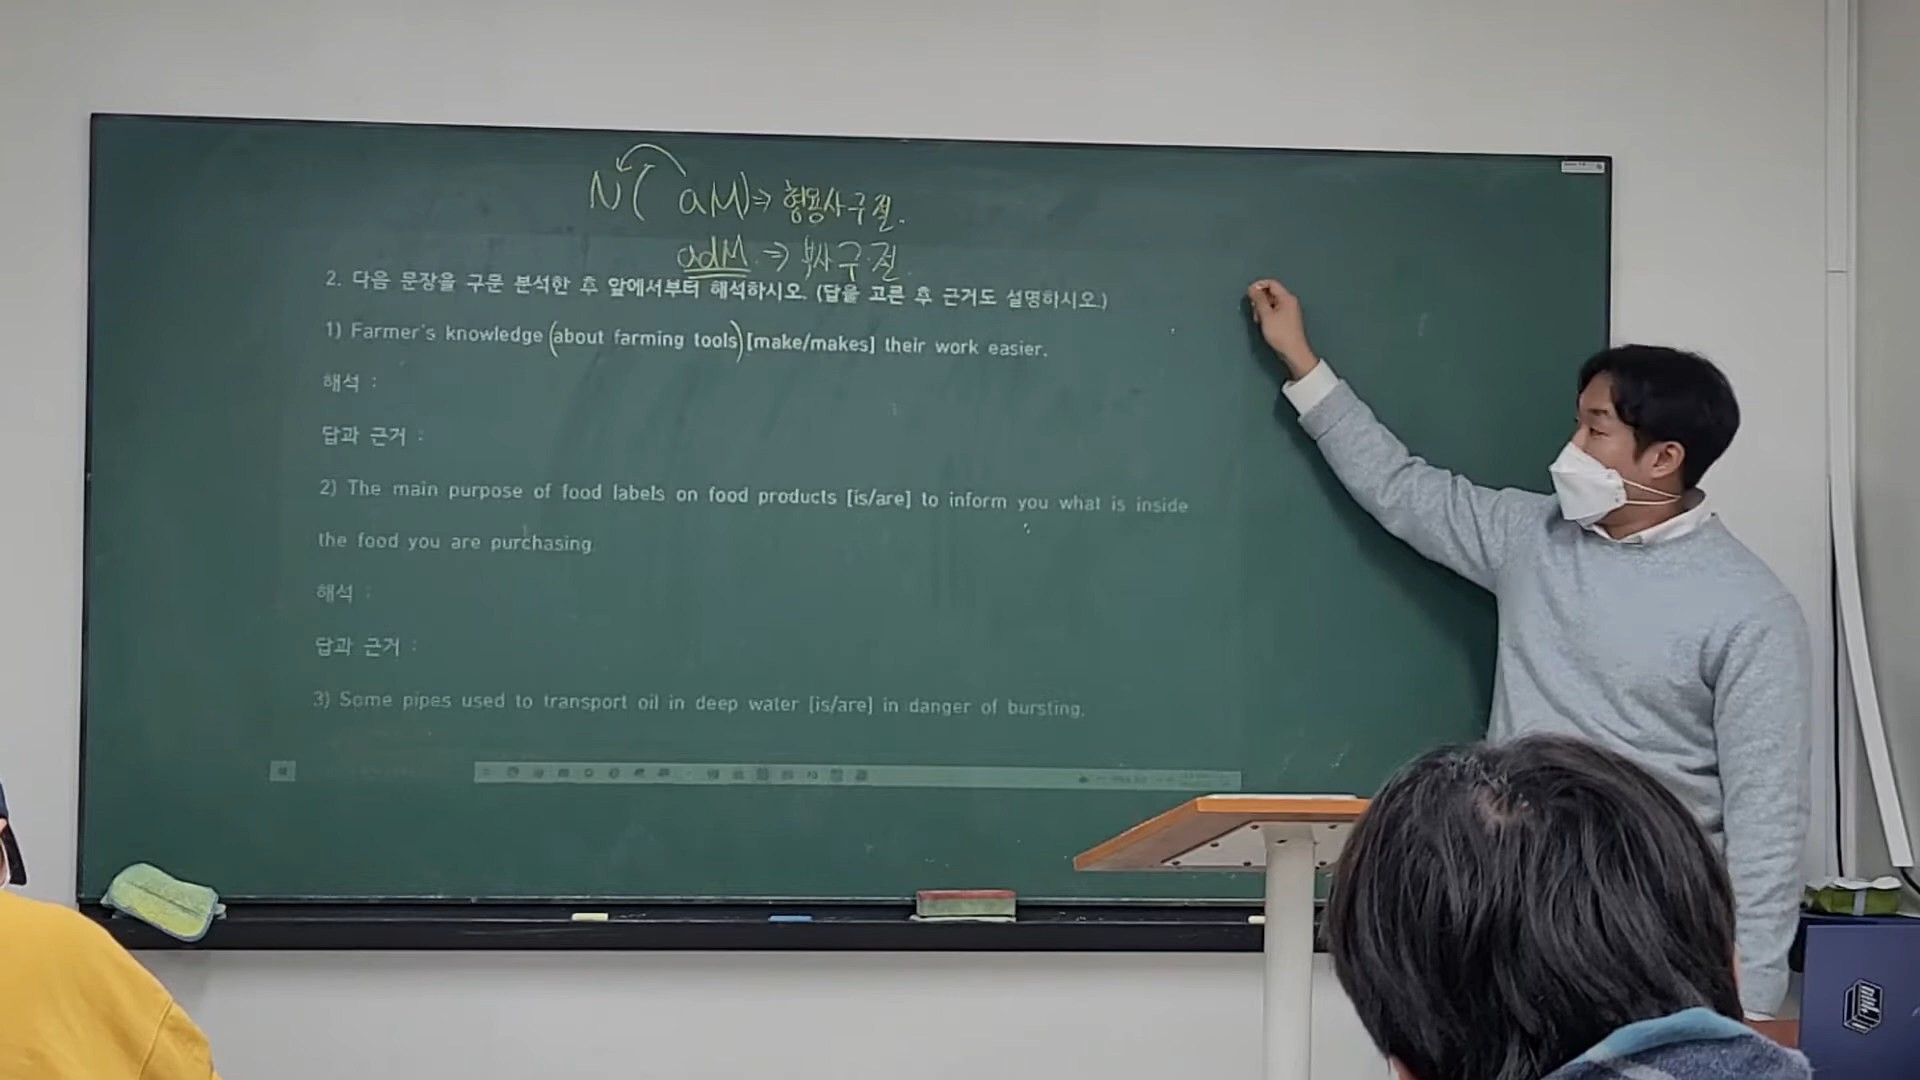 N( aM) ⇒ 형용사구절.
adM. ⇒ 부사구·절.
2. 다음 문장을 구문 분석한 후 앞에서부터 해석하시오. (답을 고른 후 근거도 설명하시오.)
1) Farmer's knowledge (about farming tools) [make/makes] their work easier.
해석 :
답과 근거 :
2) The main purpose of food labels on food products [is/are] to inform you what is inside
the food you are purchasing.
해석 :
답과 근거 :
3) Some pipes used to transport oil in deep water [is/are] in danger of bursting.